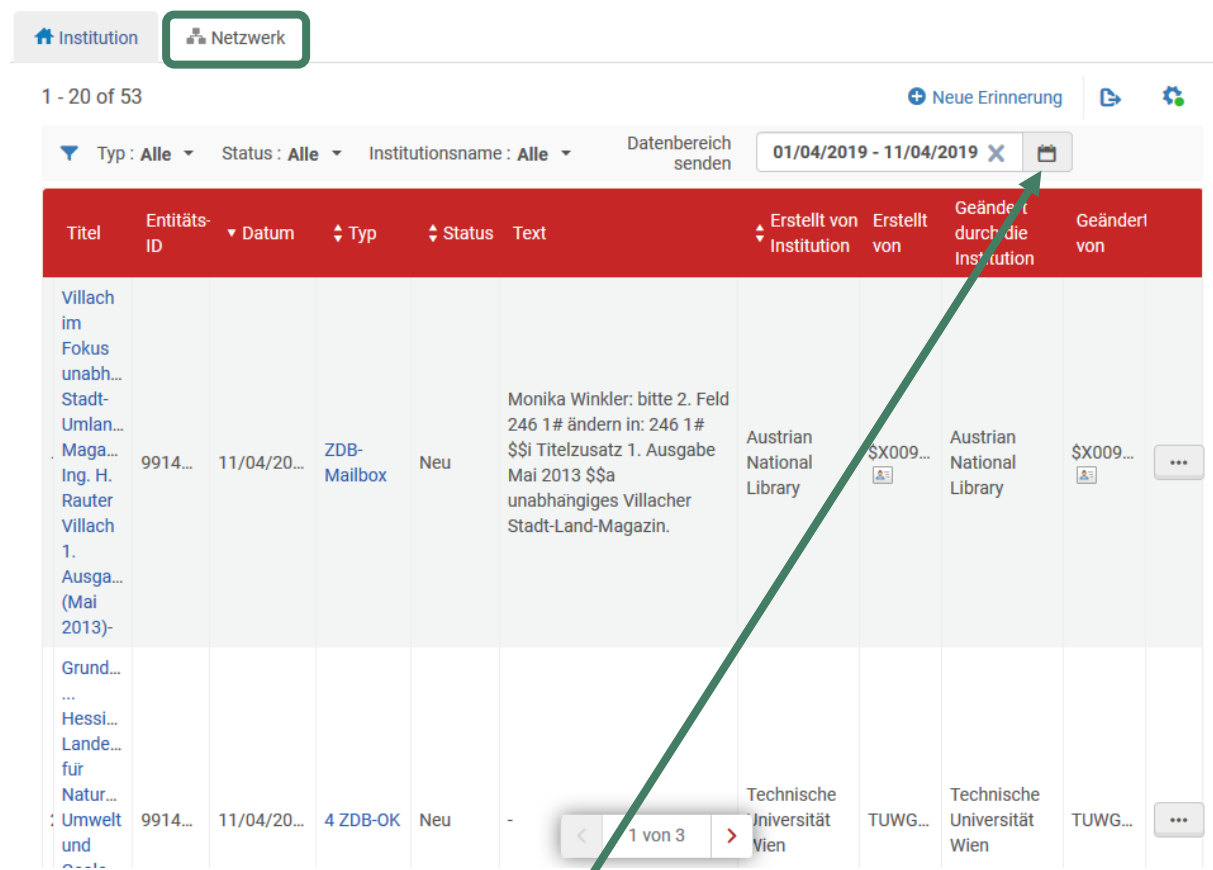 Institution Netzwerk
1 - 20 of 53 Neue Erinnerung
Typ : Alle Status : Alle Institutionsname : Alle Datenbereich senden 01/04/2019 - 11/04/2019
Titel
Entitäts-
ID
Datum
Typ
Status
Text
Erstellt von
Institution
Erstellt
von
Geändert
durch die
Institution
Geändert
von
Villach
im
Fokus
unabh...
Stadt-
Umlan...
Maga...
Ing. H.
Rauter
Villach
1.
Ausga...
(Mai
2013)-
9914...
11/04/20...
ZDB-
Mailbox
Neu
Monika Winkler: bitte 2. Feld
246 1# ändern in: 246 1#
$$i Titelzusatz 1. Ausgabe
Mai 2013 $$a
unabhängiges Villacher
Stadt-Land-Magazin.
Austrian
National
Library
$X009...
Austrian
National
Library
$X009...
Grund...
...
Hessi...
Lande...
für
Natur...
Umwelt
und
9914...
11/04/20...
4 ZDB-OK
Neu
-
Technische
Universität
Wien
TUWG...
Technische
Universität
Wien
TUWG...
1 von 3